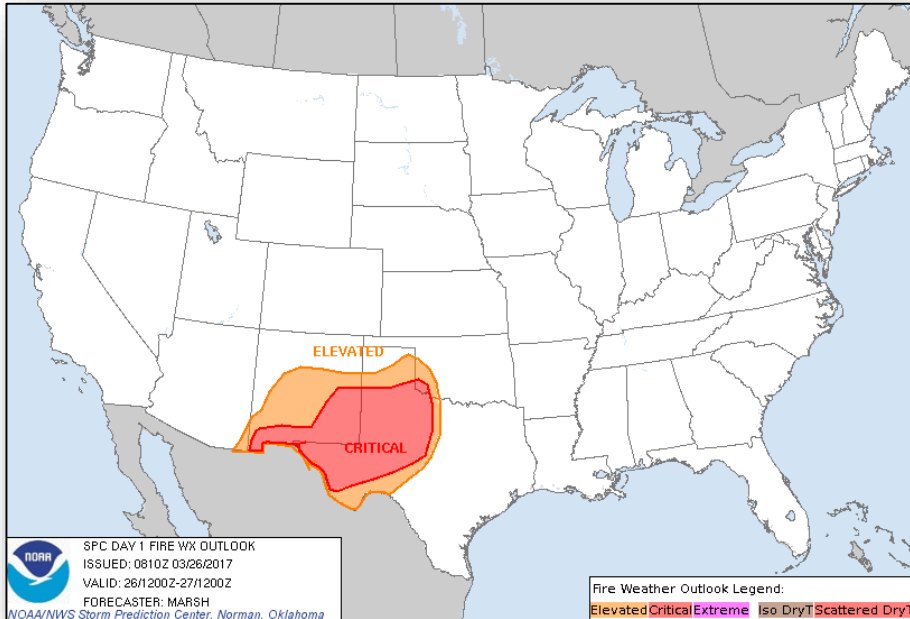 ELEVATED
CRITICAL
NOAA
SPC DAY 1 FIRE WX OUTLOOK
ISSUED: 0810Z 03/26/2017
VALID: 26/1200Z-27/1200Z
FORECASTER: MARSH
NOAA/NWS Storm Prediction Center, Norman, Oklahoma
Fire Weather Outlook Legend:
Elevated Critical Extreme Iso DryT Scattered DryT